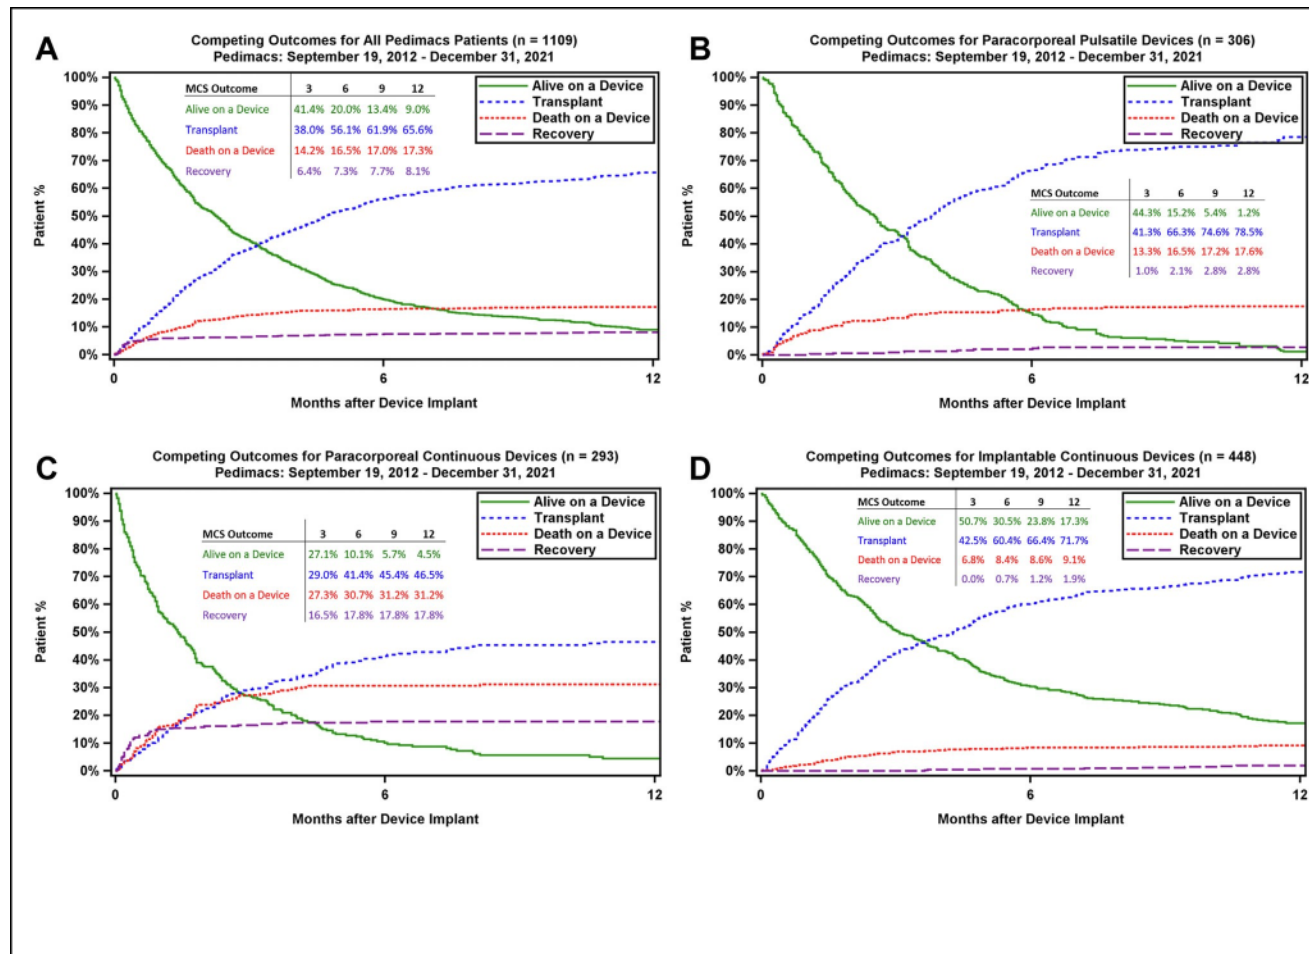 A
Competing Outcomes for All Pedimacs Patients (n = 1109)
Pedimacs: September 19, 2012 - December 31, 2021
100%
90%
80%
70%
60%
50%
40%
30%
20%
10%
0%
Patient %
MCS Outcome 3 6 9 12
Alive on a Device 41.4% 20.0% 13.4% 9.0%
Transplant 38.0% 56.1% 61.9% 65.6%
Death on a Device 14.2% 16.5% 17.0% 17.3%
Recovery 6.4% 7.3% 7.7% 8.1%
Alive on a Device
Transplant
Death on a Device
Recovery
0 6 12
Months after Device Implant
B
Competing Outcomes for Paracorporeal Pulsatile Devices (n = 306)
Pedimacs: September 19, 2012 - December 31, 2021
100%
90%
80%
70%
60%
50%
40%
30%
20%
10%
0%
Patient %
Alive on a Device
Transplant
Death on a Device
Recovery
MCS Outcome 3 6 9 12
Alive on a Device 44.3% 15.2% 5.4% 1.2%
Transplant 41.3% 66.3% 74.6% 78.5%
Death on a Device 13.3% 16.5% 17.2% 17.6%
Recovery 1.0% 2.1% 2.8% 2.8%
0 6 12
Months after Device Implant
C
Competing Outcomes for Paracorporeal Continuous Devices (n = 293)
Pedimacs: September 19, 2012 - December 31, 2021
100%
90%
80%
70%
60%
50%
40%
30%
20%
10%
0%
Patient %
Alive on a Device
Transplant
Death on a Device
Recovery
MCS Outcome 3 6 9 12
Alive on a Device 27.1% 10.1% 5.7% 4.5%
Transplant 29.0% 41.4% 45.4% 46.5%
Death on a Device 27.3% 30.7% 31.2% 31.2%
Recovery 16.5% 17.8% 17.8% 17.8%
0 6 12
Months after Device Implant
D
Competing Outcomes for Implantable Continuous Devices (n = 448)
Pedimacs: September 19, 2012 - December 31, 2021
100%
90%
80%
70%
60%
50%
40%
30%
20%
10%
0%
Patient %
MCS Outcome 3 6 9 12
Alive on a Device 50.7% 30.5% 23.8% 17.3%
Transplant 42.5% 60.4% 66.4% 71.7%
Death on a Device 6.8% 8.4% 8.6% 9.1%
Recovery 0.0% 0.7% 1.2% 1.9%
Alive on a Device
Transplant
Death on a Device
Recovery
0 6 12
Months after Device Implant